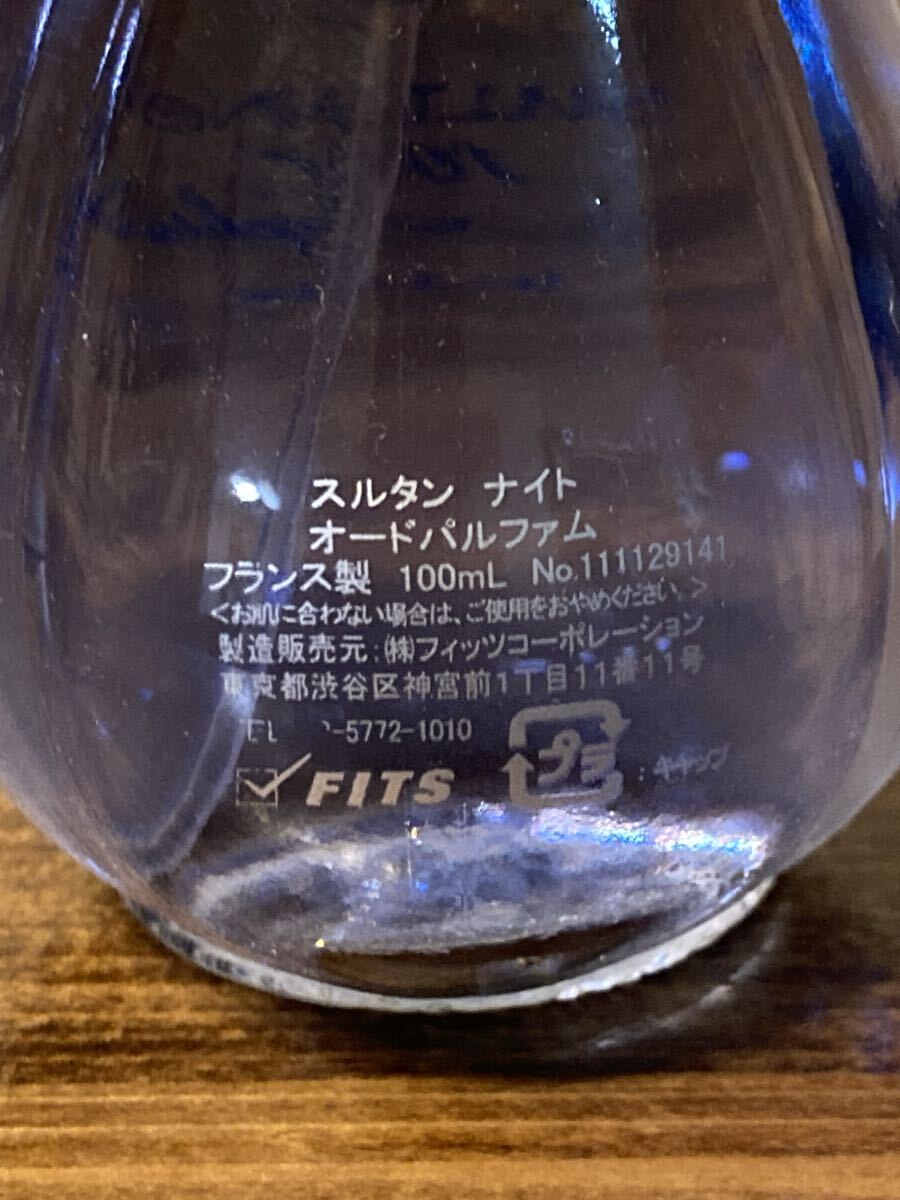 スルタン ナイト
オードパルファム
フランス製 100mL No.111129141
<お肌に合わない場合は、ご使用をおやめください。>
製造販売元:㈱フィッツコーポレーション
東京都渋谷区神宮前1丁目11番11号
TEL -5772-1010
FITS プラ :キャップ